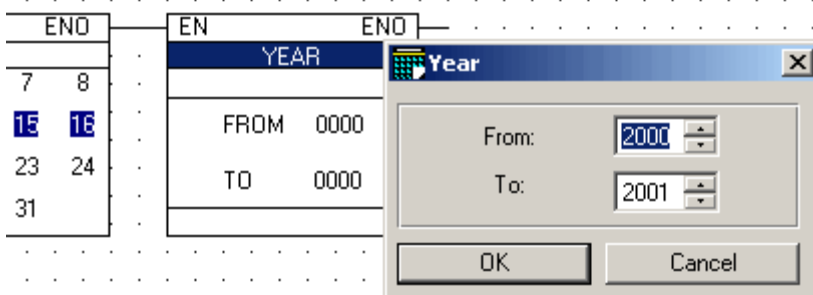 ENO
7 8
15 16
23 24
31
EN ENO
YEAR
FROM 0000
TO 0000
Year
From: 2000
To: 2001
OK Cancel